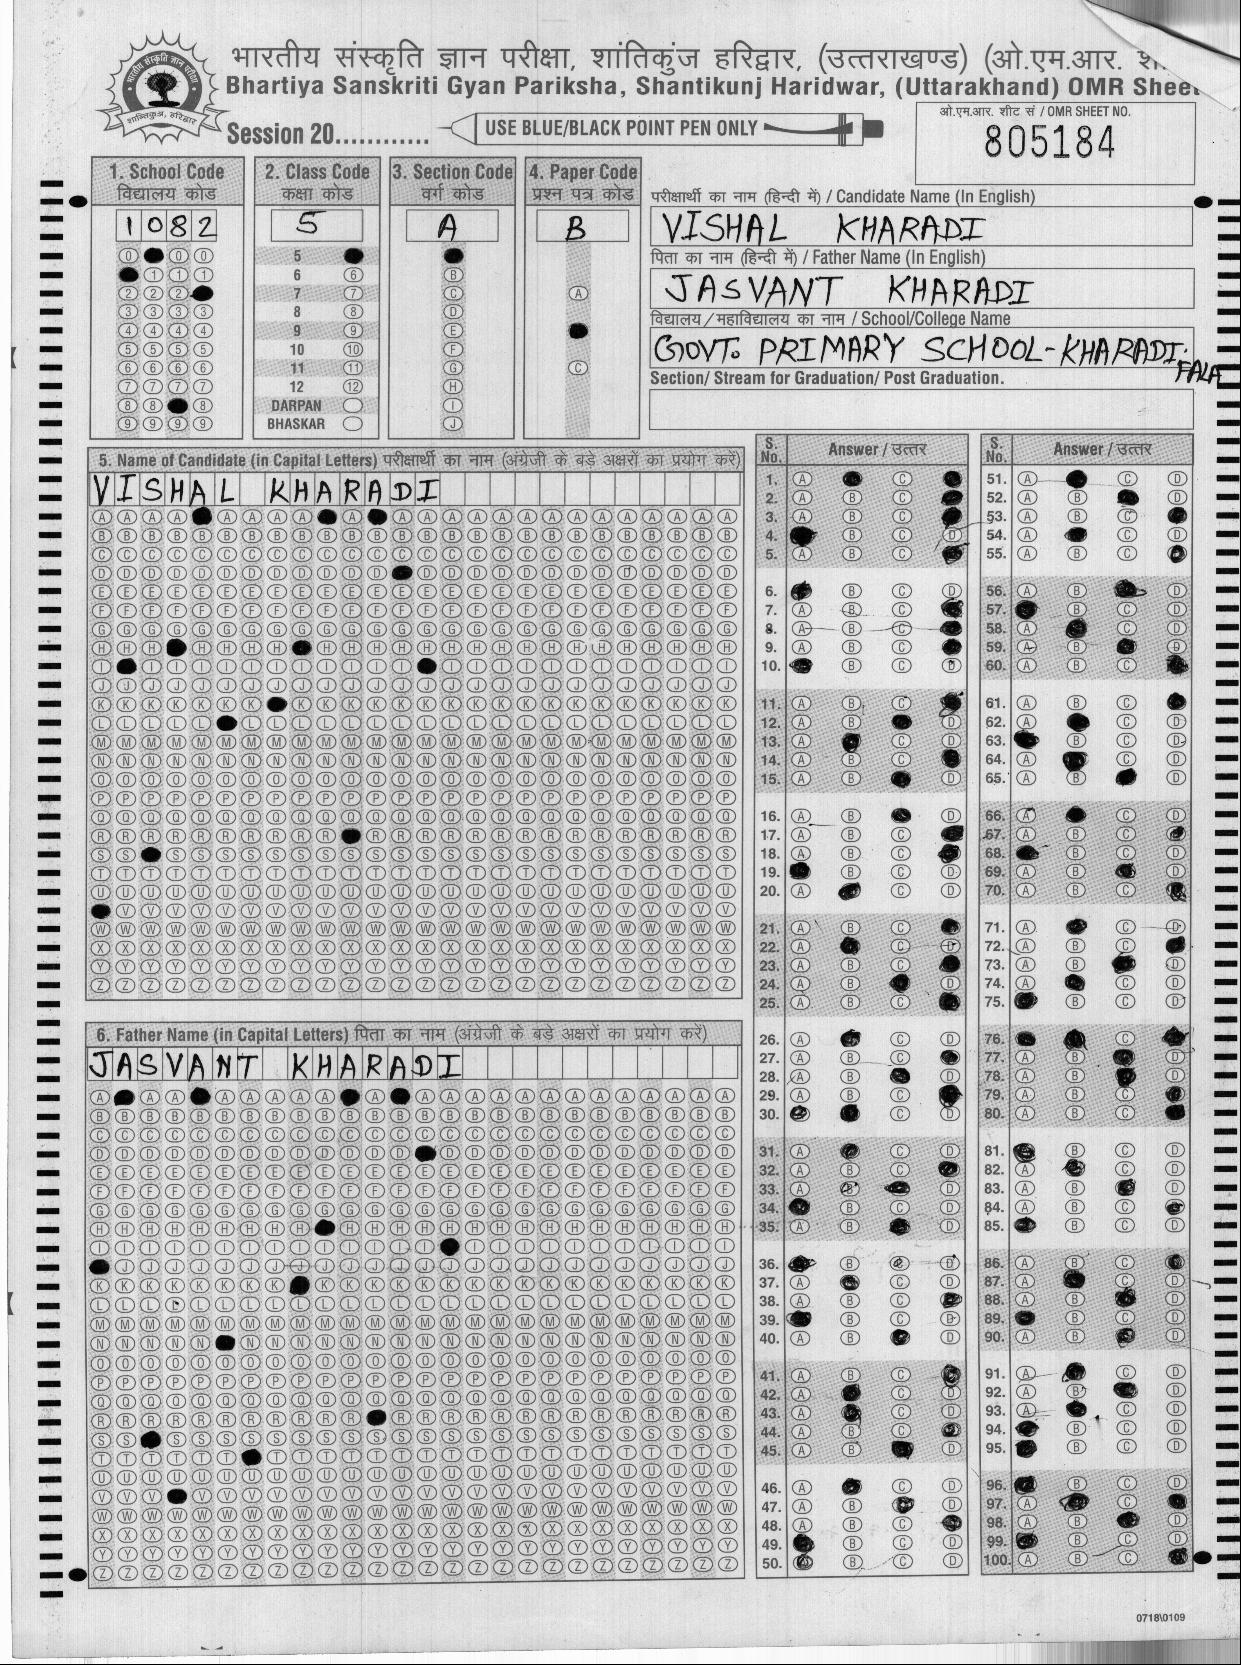 भारतीय संस्कृति ज्ञान परीक्षा, शांतिकुंज हरिद्वार, (उत्तराखण्ड) (ओ.एम.आर.
Bhartiya Sanskriti Gyan Pariksha, Shantikunj Haridwar, (Uttarakhand) OMR Sheet
Session 20............
USE BLUE/BLACK POINT PEN ONLY
ओ.एम.आर. शीट सं / OMR SHEET NO.
805184
1. School Code
विद्यालय कोड
1082
2. Class Code
कक्षा कोड
5
5
6
7
8
9
10
11
12
DARPAN
BHASKAR
3. Section Code
वर्ग कोड
A
4. Paper Code
प्रश्न पत्र कोड
B
परीक्षार्थी का नाम (हिन्दी में) / Candidate Name (In English)
VISHAL KHARADI
पिता का नाम (हिन्दी में) / Father Name (In English)
JASVANT KHARADI
विद्यालय/महाविद्यालय का नाम / School/College Name
GOVT. PRIMARY SCHOOL-KHARADI.
FALA
Section/ Stream for Graduation/ Post Graduation.
5. Name of Candidate (in Capital Letters) परीक्षार्थी का नाम (अंग्रेजी के बड़े अक्षरों का प्रयोग करें)
VISHAL KHARADI
6. Father Name (in Capital Letters) पिता का नाम (अंग्रेजी के बड़े अक्षरों का प्रयोग करें)
JASVANT KHARADI
S. No. Answer / उत्तर
S. No. Answer / उत्तर
0718\0109